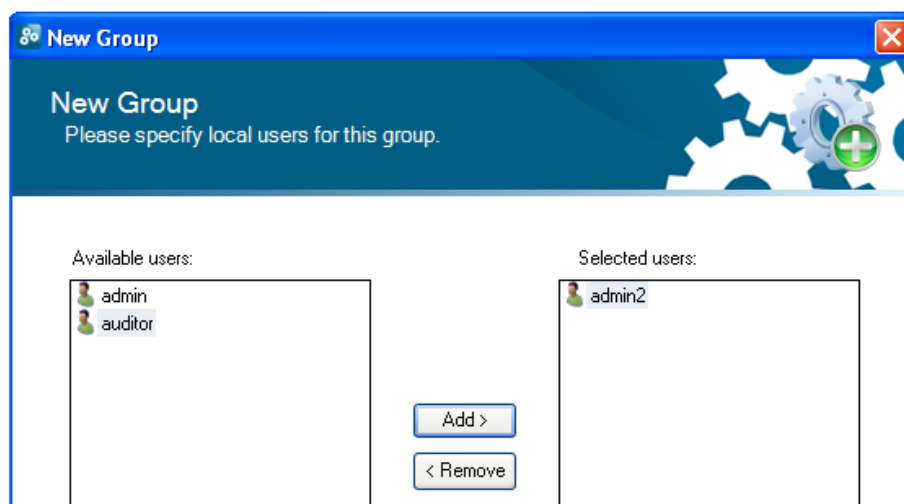 New Group
New Group
Please specify local users for this group.
Available users:
Selected users:
admin
auditor
admin2
Add >
< Remove